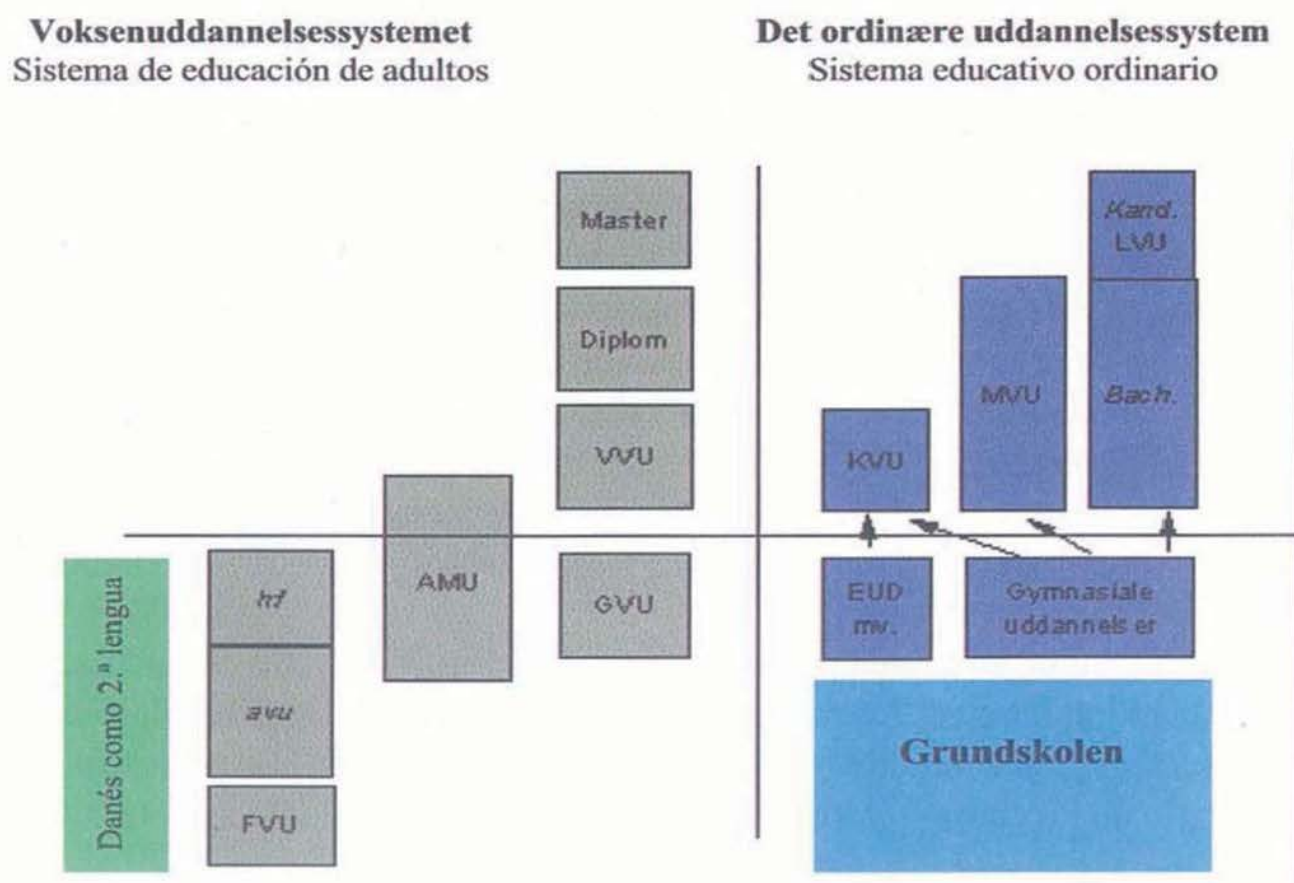 Voksenuddannelsessystemet
Sistema de educación de adultos
Det ordinære uddannelsessystem
Sistema educativo ordinario
Master
Diplom
VVU
AMU
GVU
hf
avu
FVU
Danés como 2.ª lengua
Kand.
LVU
MVU
Bach.
KVU
EUD
mv.
Gymnasiale
uddannelser
Grundskolen